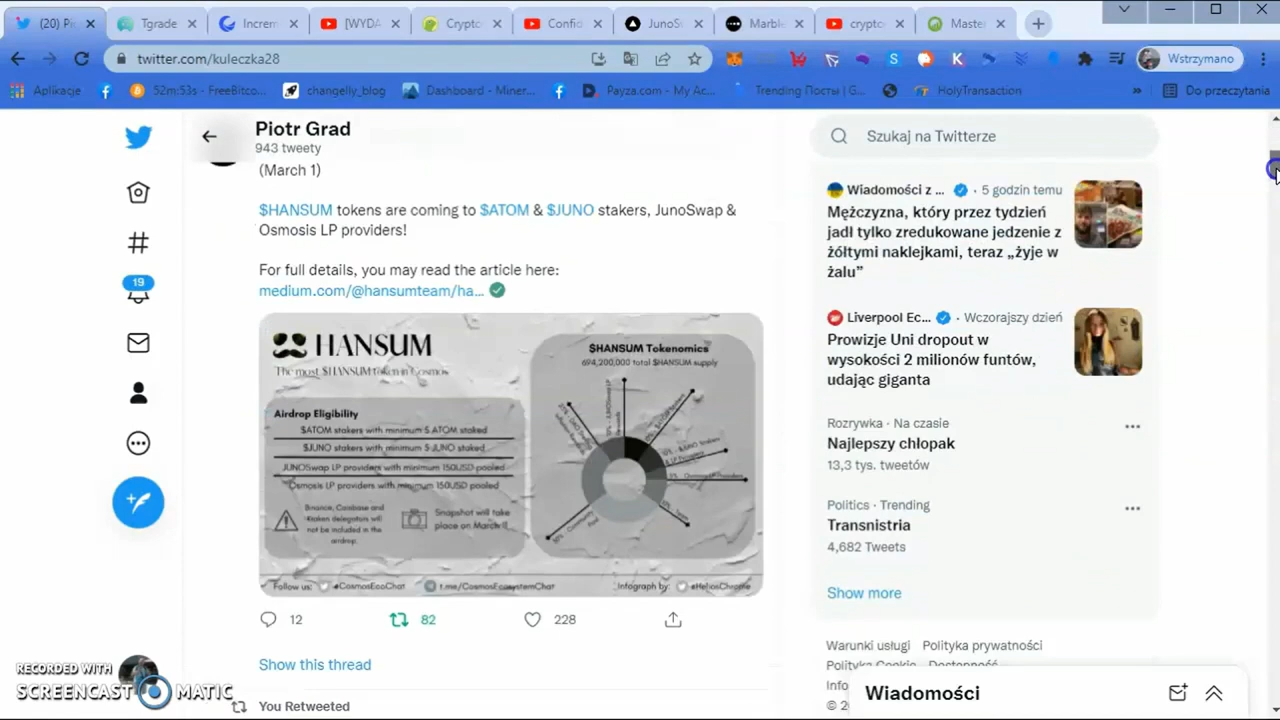 (20) Pi
Tgrade
Increm
[WYDA
Crypto
Confio
JunoS
Marble
crypto
Master
twitter.com/kuleczka28
Wstrzymano
Aplikacje
52m:53s - FreeBitco...
changelly_blog
Dashboard - Miner...
Payza.com - My Ac...
Trending Посты | G...
HolyTransaction
»
Do przeczytania
Piotr Grad
943 tweety
(March 1)
$HANSUM tokens are coming to $ATOM & $JUNO stakers, JunoSwap &
Osmosis LP providers!
For full details, you may read the article here:
medium.com/@hansumteam/ha...
HANSUM
The most $HANSUM token in Cosmos
Airdrop Eligibility
$ATOM stakers with minimum 5 ATOM staked
$JUNO stakers with minimum 5 JUNO staked
JUNOSwap LP providers with minimum 150USD pooled
Osmosis LP providers with minimum 150USD pooled
Binance, Coinbase and
Kraken delegators will
not be included in the
airdrop.
Snapshot will take
place on March 1!
$HANSUM Tokenomics
694,200,000 total $HANSUM supply
Follow us:
@CosmosEcoChat
t.me/CosmosEcosystemChat
Infograph by:
@HeliosChrome
12
82
228
Show this thread
You Retweeted
19
Szukaj na Twitterze
Wiadomości z ...
· 5 godzin temu
Mężczyzna, który przez tydzień
jadł tylko zredukowane jedzenie z
żółtymi naklejkami, teraz „żyje w
żalu”
Liverpool Ec...
· Wczorajszy dzień
Prowizje Uni dropout w
wysokości 2 milionów funtów,
udając giganta
Rozrywka · Na czasie
Najlepszy chłopak
13,3 tys. tweetów
Politics · Trending
Transnistria
4,682 Tweets
Show more
Warunki usługi
Polityka prywatności
Polityka Cookie
Dostępność
Info
© 2
Wiadomości
RECORDED WITH
SCREENCAST MATIC